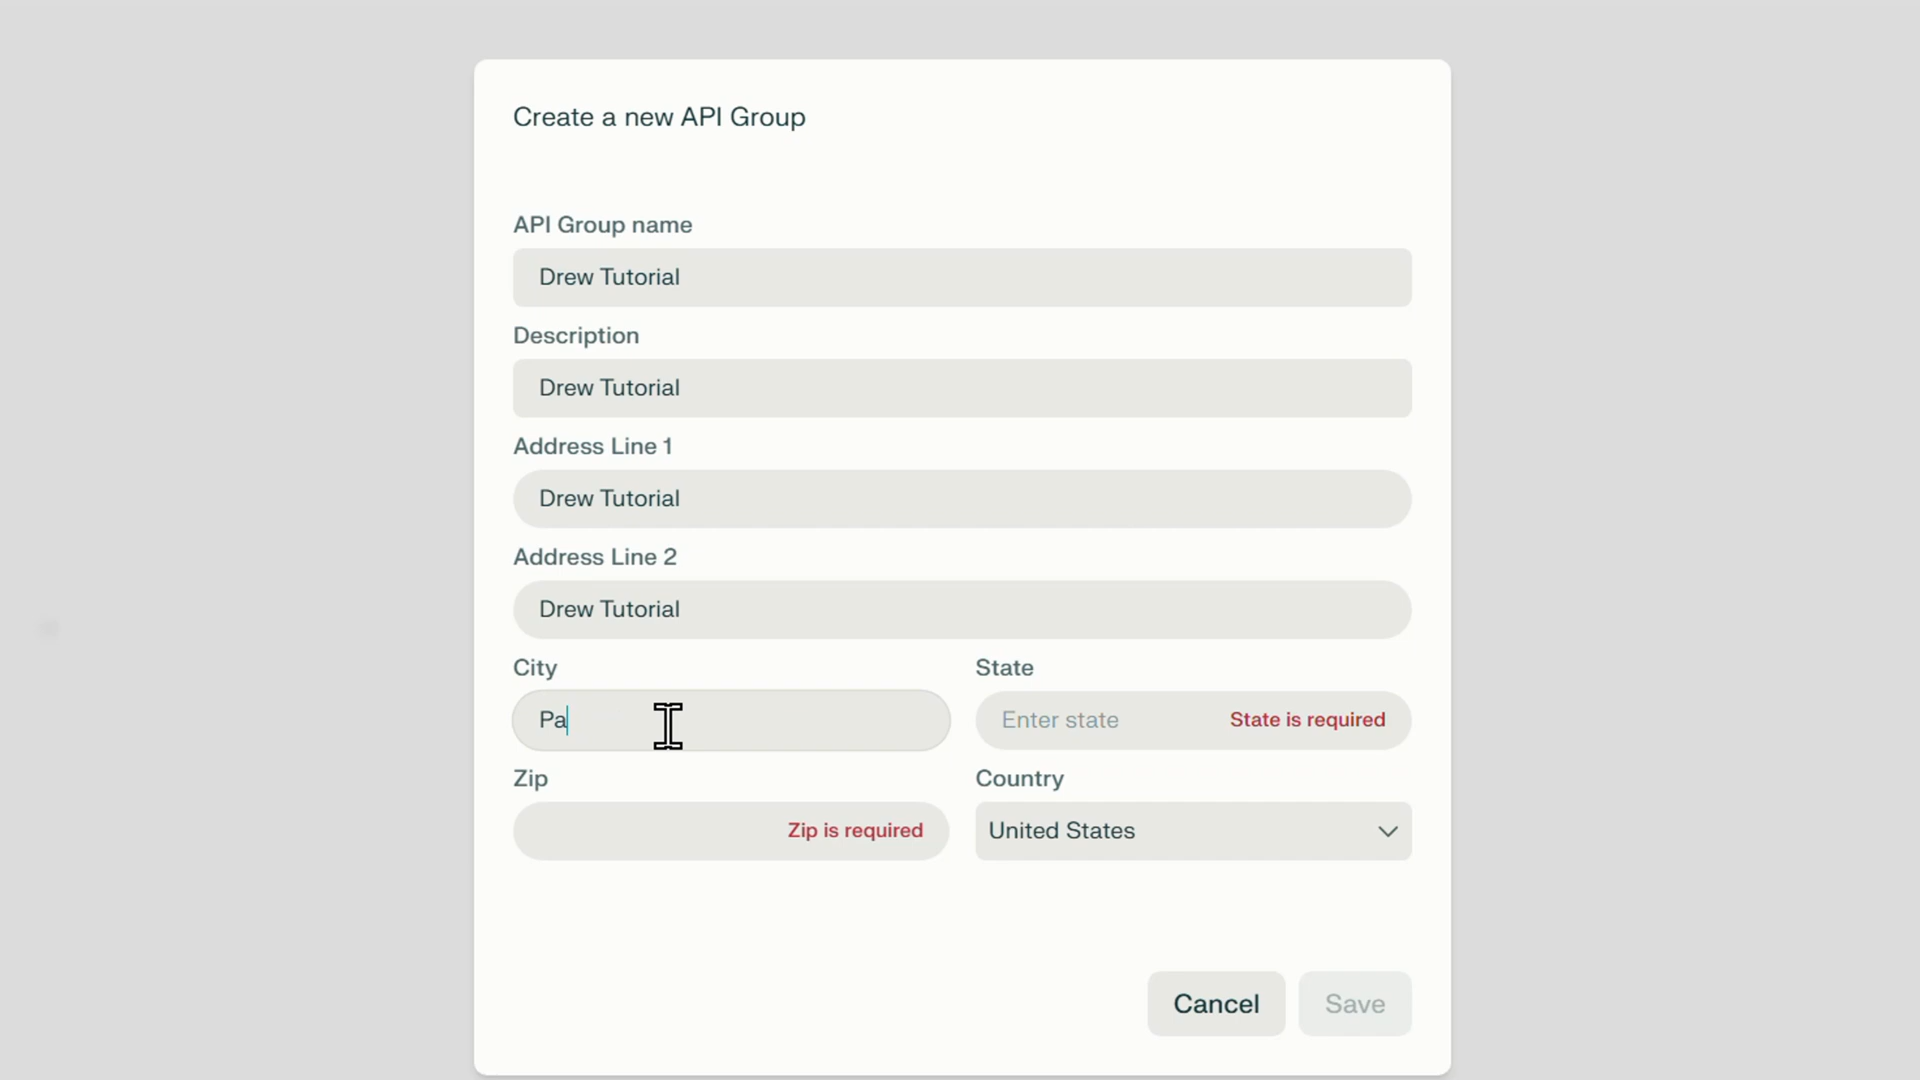 Create a new API Group
API Group name
Drew Tutorial
Description
Drew Tutorial
Address Line 1
Drew Tutorial
Address Line 2
Drew Tutorial
City State
Pa Enter state State is required
Zip Country
Zip is required United States
Cancel Save